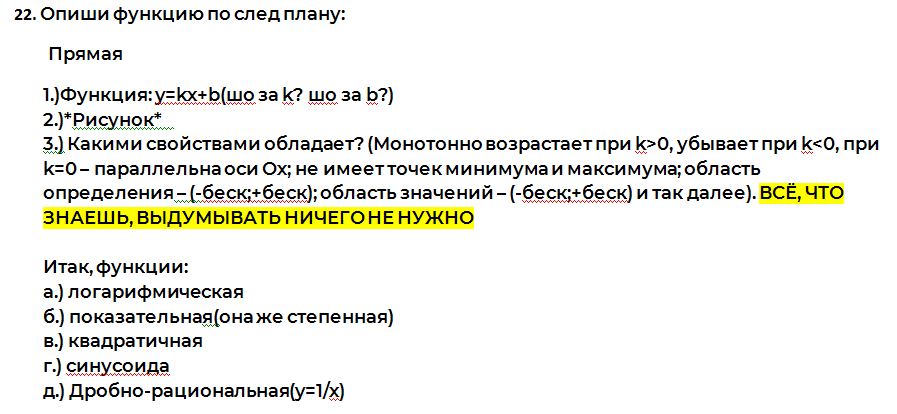 22. Опиши функцию по след плану:
Прямая
1.)Функция: y=kx+b(шо за k? шо за b?)
2.)*Рисунок*
3.) Какими свойствами обладает? (Монотонно возрастает при k>0, убывает при k<0, при
k=0 – параллельна оси Ox; не имеет точек минимума и максимума; область
определения – (-беск;+беск); область значений – (-беск;+беск) и так далее). ВСЁ, ЧТО
ЗНАЕШЬ, ВЫДУМЫВАТЬ НИЧЕГО НЕ НУЖНО
Итак, функции:
а.) логарифмическая
б.) показательная(она же степенная)
в.) квадратичная
г.) синусоида
д.) Дробно-рациональная(y=1/x)